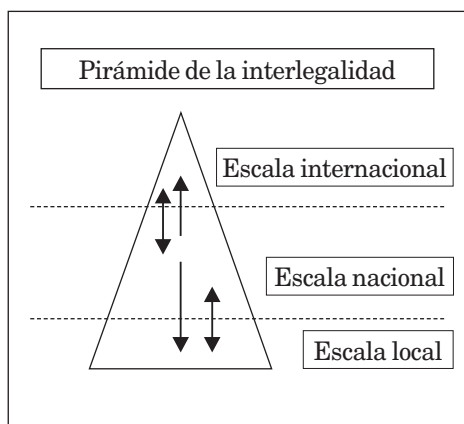 Pirámide de la interlegalidad
Escala internacional
Escala nacional
Escala local